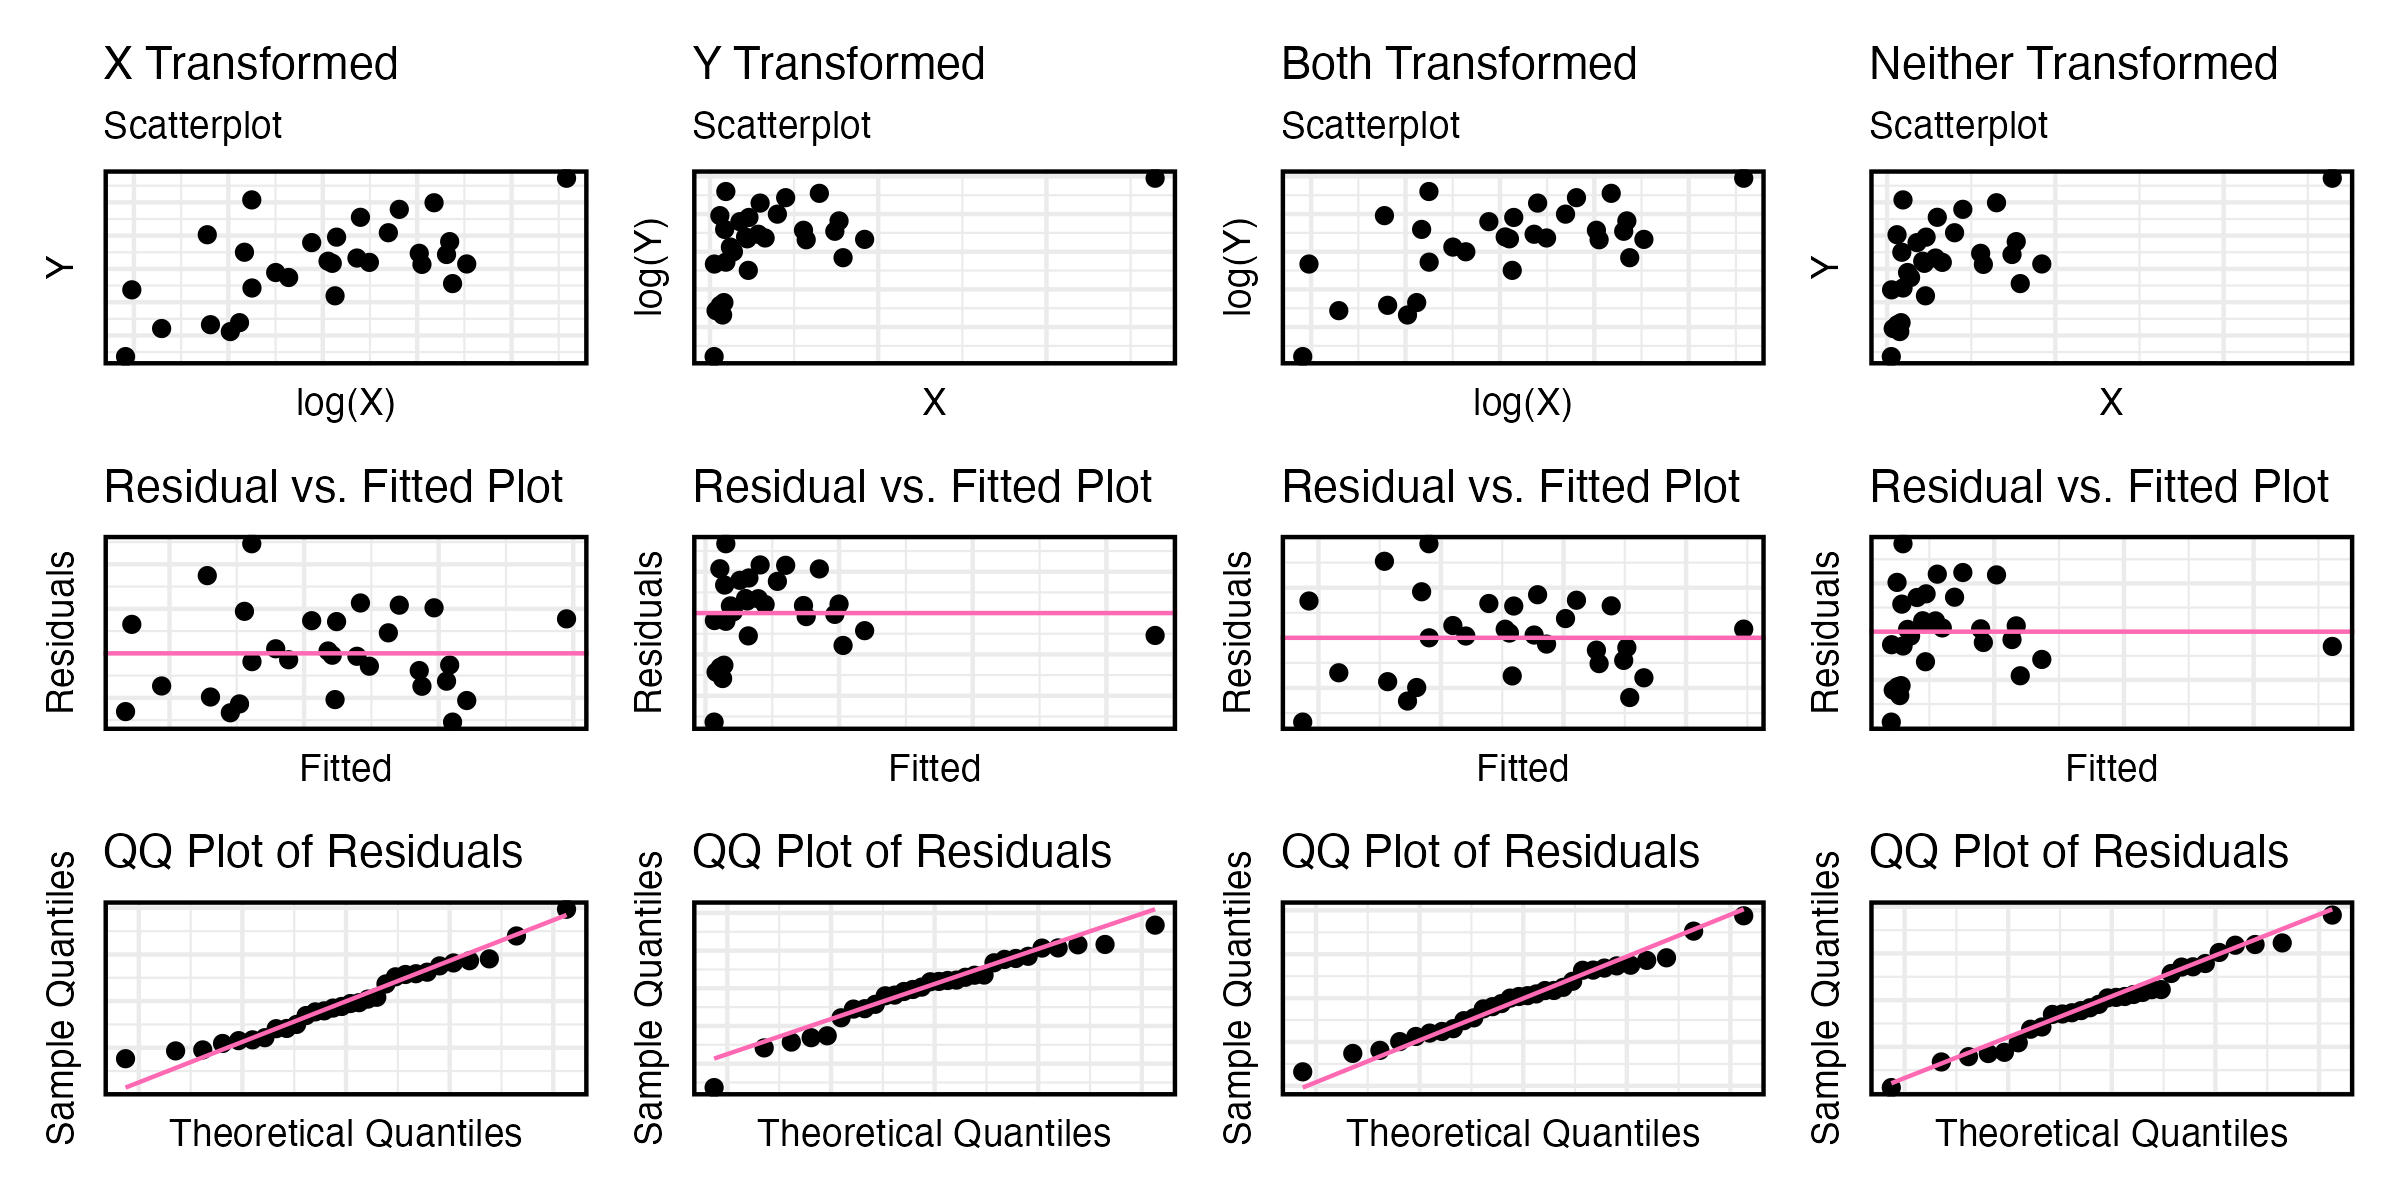 X Transformed
Scatterplot
Y
log(X)
Residual vs. Fitted Plot
Residuals
Fitted
QQ Plot of Residuals
Sample Quantiles
Theoretical Quantiles
Y Transformed
Scatterplot
log(Y)
X
Residual vs. Fitted Plot
Residuals
Fitted
QQ Plot of Residuals
Sample Quantiles
Theoretical Quantiles
Both Transformed
Scatterplot
log(Y)
log(X)
Residual vs. Fitted Plot
Residuals
Fitted
QQ Plot of Residuals
Sample Quantiles
Theoretical Quantiles
Neither Transformed
Scatterplot
Y
X
Residual vs. Fitted Plot
Residuals
Fitted
QQ Plot of Residuals
Sample Quantiles
Theoretical Quantiles